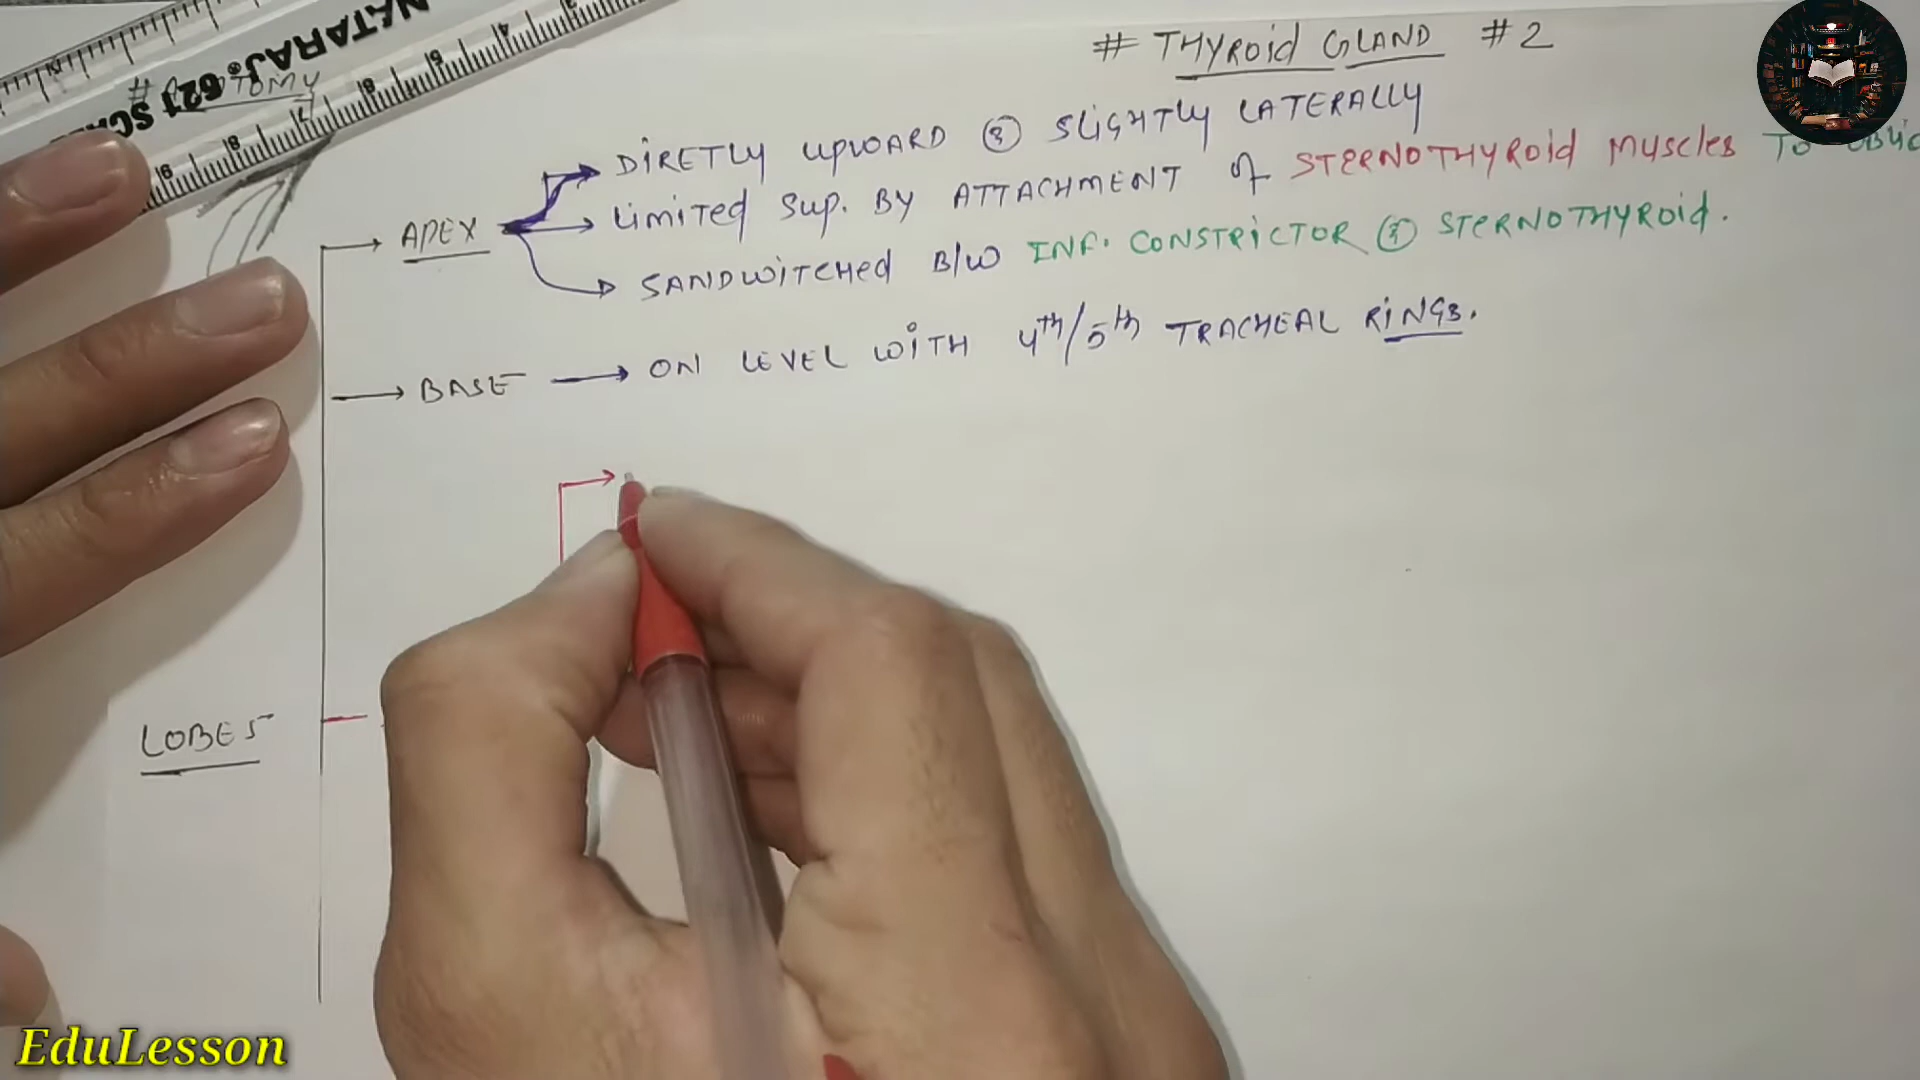 NATARAJ 621
# THYROID GLAND #2
DIRETLY UPWARD & SLIGHTLY LATERALLY
LIMITED SUP. BY ATTACHMENT OF STERNOTHYROID MUSCLES TO
APEX
SANDWITCHED B/W INF. CONSTRICTOR & STERNOTHYROID.
BASE ON LEVEL WITH 4th/5th TRACHEAL RINGS.
LOBES
EduLesson